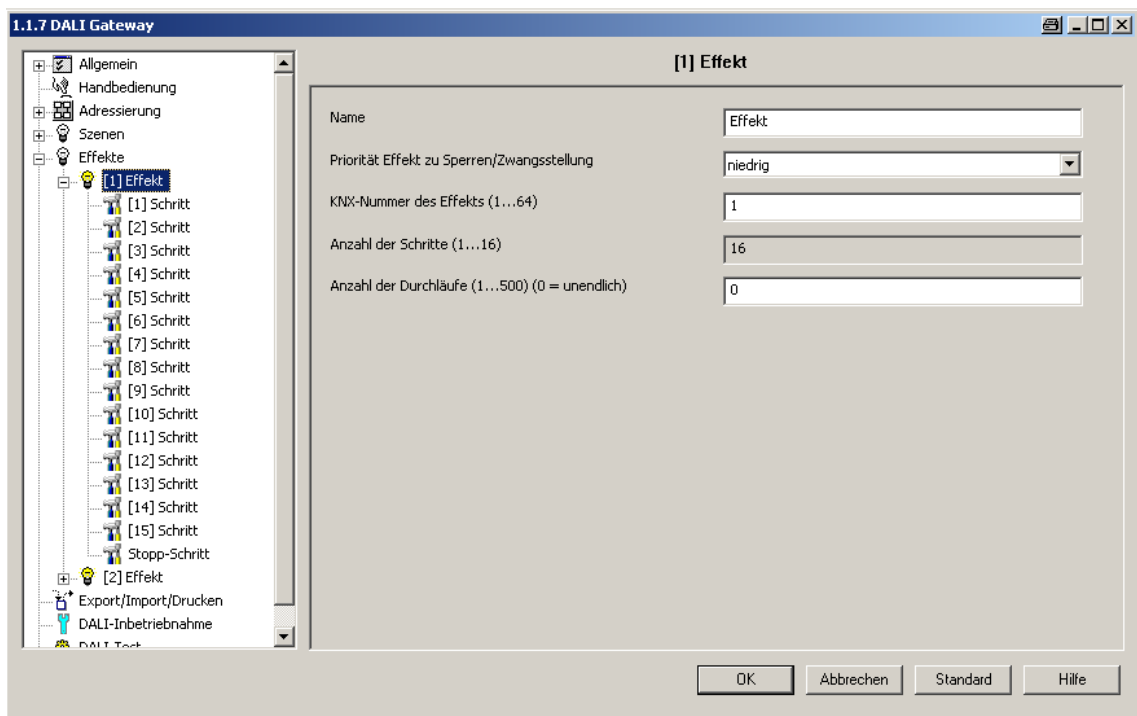 1.1.7 DALI Gateway
Allgemein
Handbedienung
Adressierung
Szenen
Effekte
[1] Effekt
[1] Schritt
[2] Schritt
[3] Schritt
[4] Schritt
[5] Schritt
[6] Schritt
[7] Schritt
[8] Schritt
[9] Schritt
[10] Schritt
[11] Schritt
[12] Schritt
[13] Schritt
[14] Schritt
[15] Schritt
Stopp-Schritt
[2] Effekt
Export/Import/Drucken
DALI-Inbetriebnahme
DALI Test
[1] Effekt
Name
Effekt
Priorität Effekt zu Sperren/Zwangsstellung
niedrig
KNX-Nummer des Effekts (1...64)
1
Anzahl der Schritte (1...16)
16
Anzahl der Durchläufe (1...500) (0 = unendlich)
0
OK
Abbrechen
Standard
Hilfe